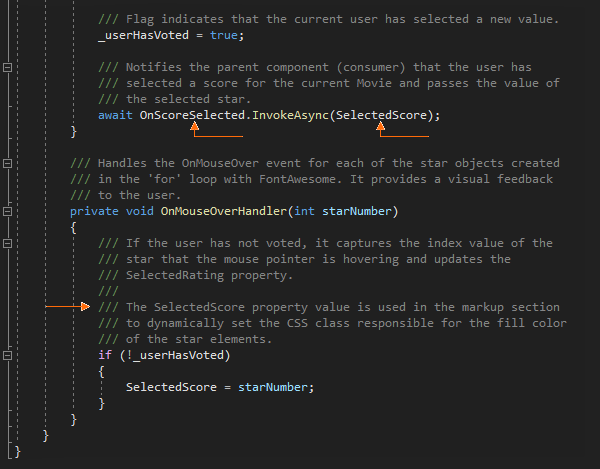 /// Flag indicates that the current user has selected a new value.
_userHasVoted = true;
/// Notifies the parent component (consumer) that the user has
/// selected a score for the current Movie and passes the value of
/// the selected star.
await OnScoreSelected.InvokeAsync(SelectedScore);
}
/// Handles the OnMouseOver event for each of the star objects created
/// in the 'for' loop with FontAwesome. It provides a visual feedback
/// to the user.
private void OnMouseOverHandler(int starNumber)
{
/// If the user has not voted, it captures the index value of the
/// star that the mouse pointer is hovering and updates the
/// SelectedRating property.
///
/// The SelectedScore property value is used in the markup section
/// to dynamically set the CSS class responsible for the fill color
/// of the star elements.
if (!_userHasVoted)
{
SelectedScore = starNumber;
}
}
}
}